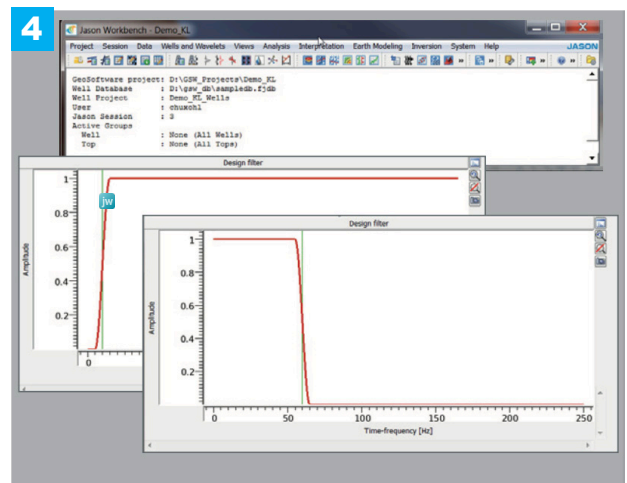 4
Jason Workbench - Demo_KL
Project Session Data Wells and Wavelets Views Analysis Interpretation Earth Modeling Inversion System Help JASON
GeoSoftware project: D:\GSW_Projects\Demo_KL
Well Database : D:\gsw_db\sampledb.fjdb
Well Project : Demo_KL_Wells
User : chuxohl
Jason Session : 3
Active Groups
Well : None (All Wells)
Top : None (All Tops)
Design filter
1
0.8
0.6
0.4
0.2
Amplitude
0
jw
Design filter
1
0.8
0.6
0.4
0.2
Amplitude
0 50 100 150 200 250
Time-frequency [Hz]